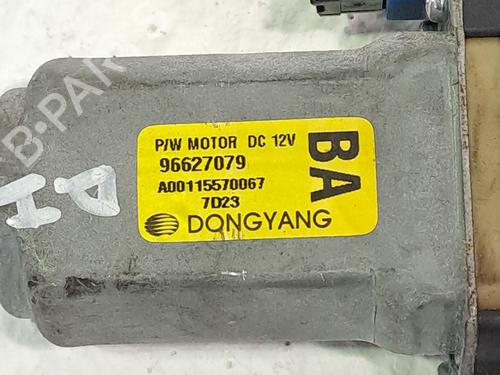 P/W MOTOR DC 12V
96627079
A00115570067
7D23
DONGYANG
BA
B-PAR